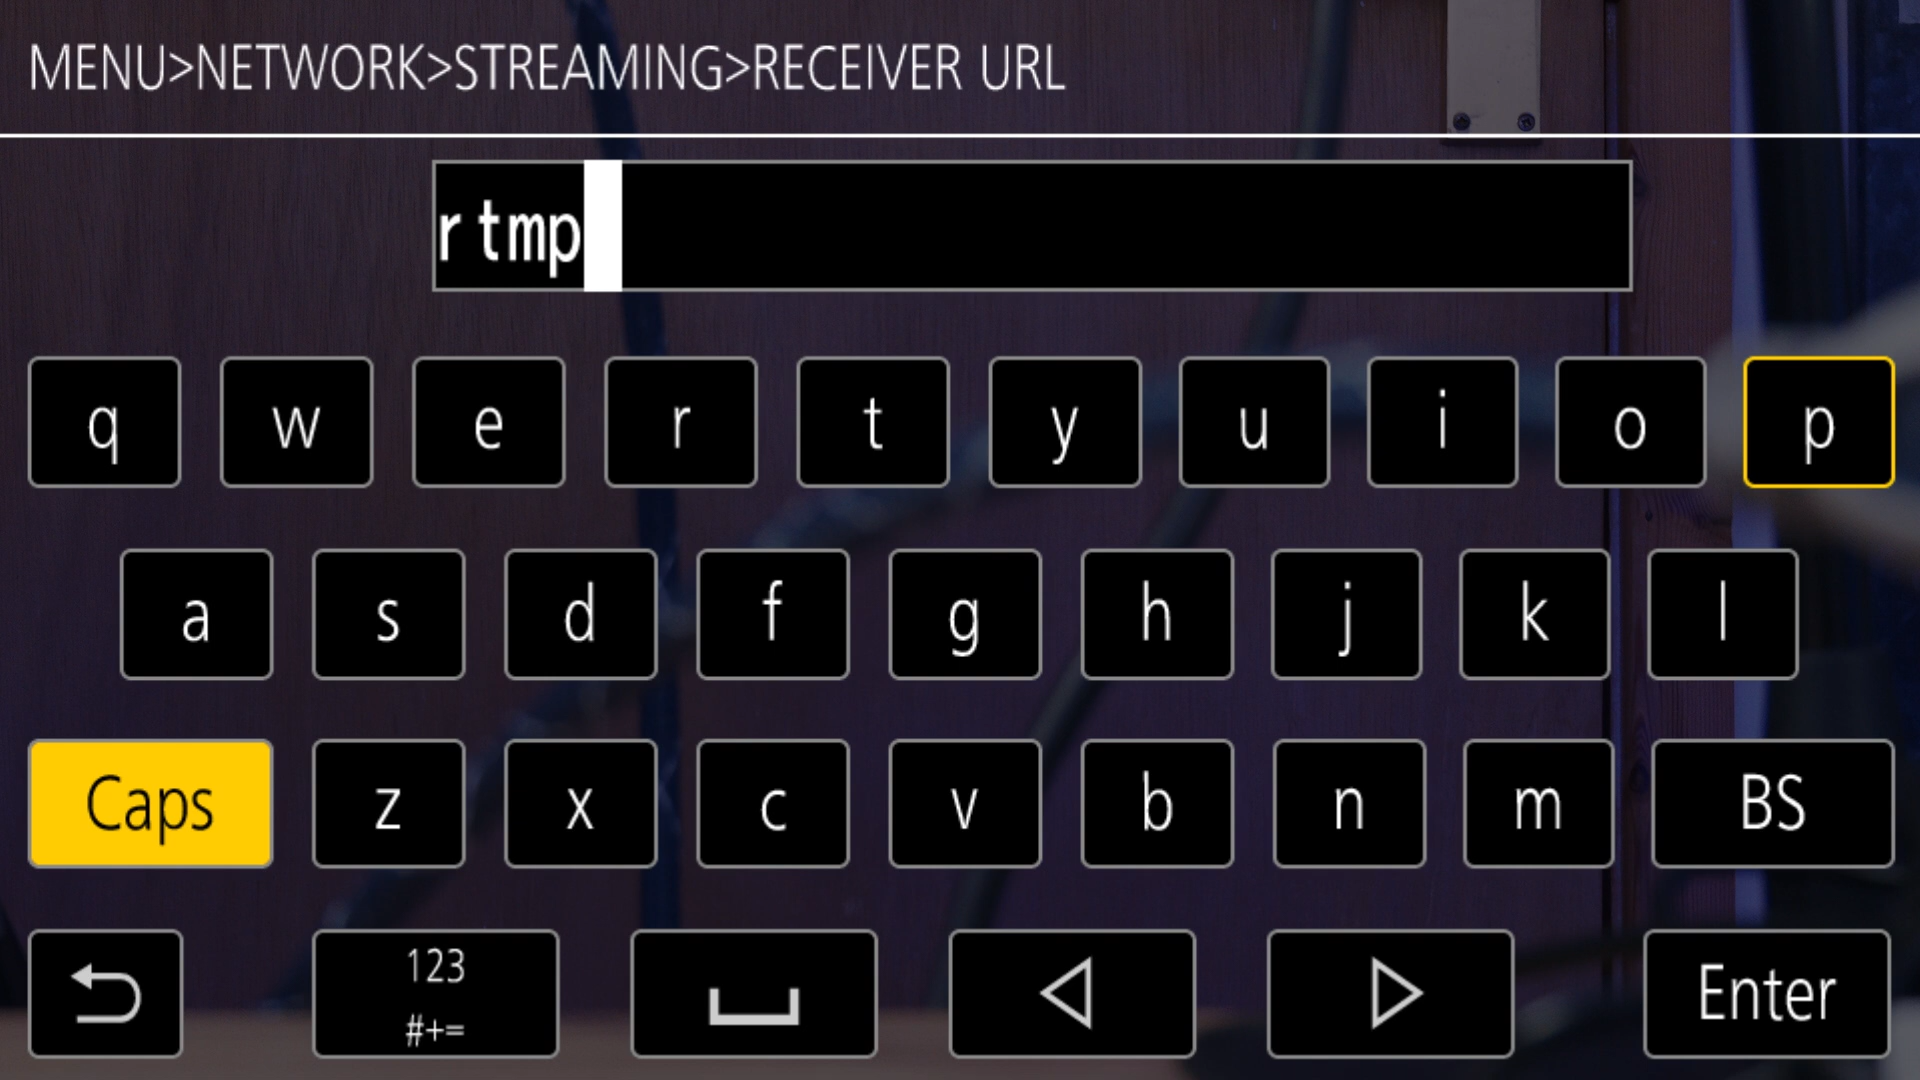 MENU>NETWORK>STREAMING>RECEIVER URL
rtmp
q w e r t y u i o p
a s d f g h j k l
Caps z x c v b n m BS
123
#+=
Enter